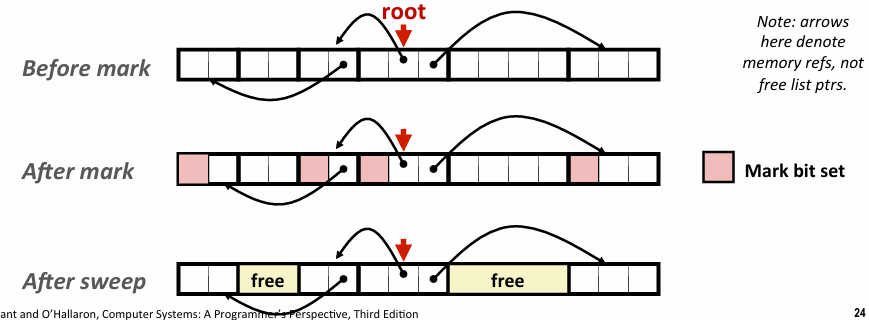 root
Note: arrows
here denote
memory refs, not
free list ptrs.
Before mark
After mark
Mark bit set
After sweep
free
free
ant and O'Hallaron, Computer Systems: A Programmer's Perspective, Third Edition
24